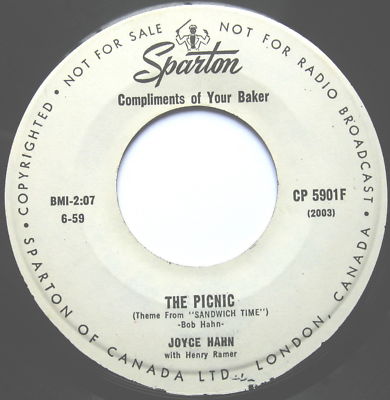 COPYRIGHTED • NOT FOR SALE
NOT FOR RADIO BROADCAST
Sparton
Compliments of Your Baker
BMI-2:07
6-59
CP 5901F
(2003)
THE PICNIC
(Theme From "SANDWICH TIME")
-Bob Hahn-
JOYCE HAHN
with Henry Ramer
• SPARTON OF CANADA LTD., LONDON, CANADA •